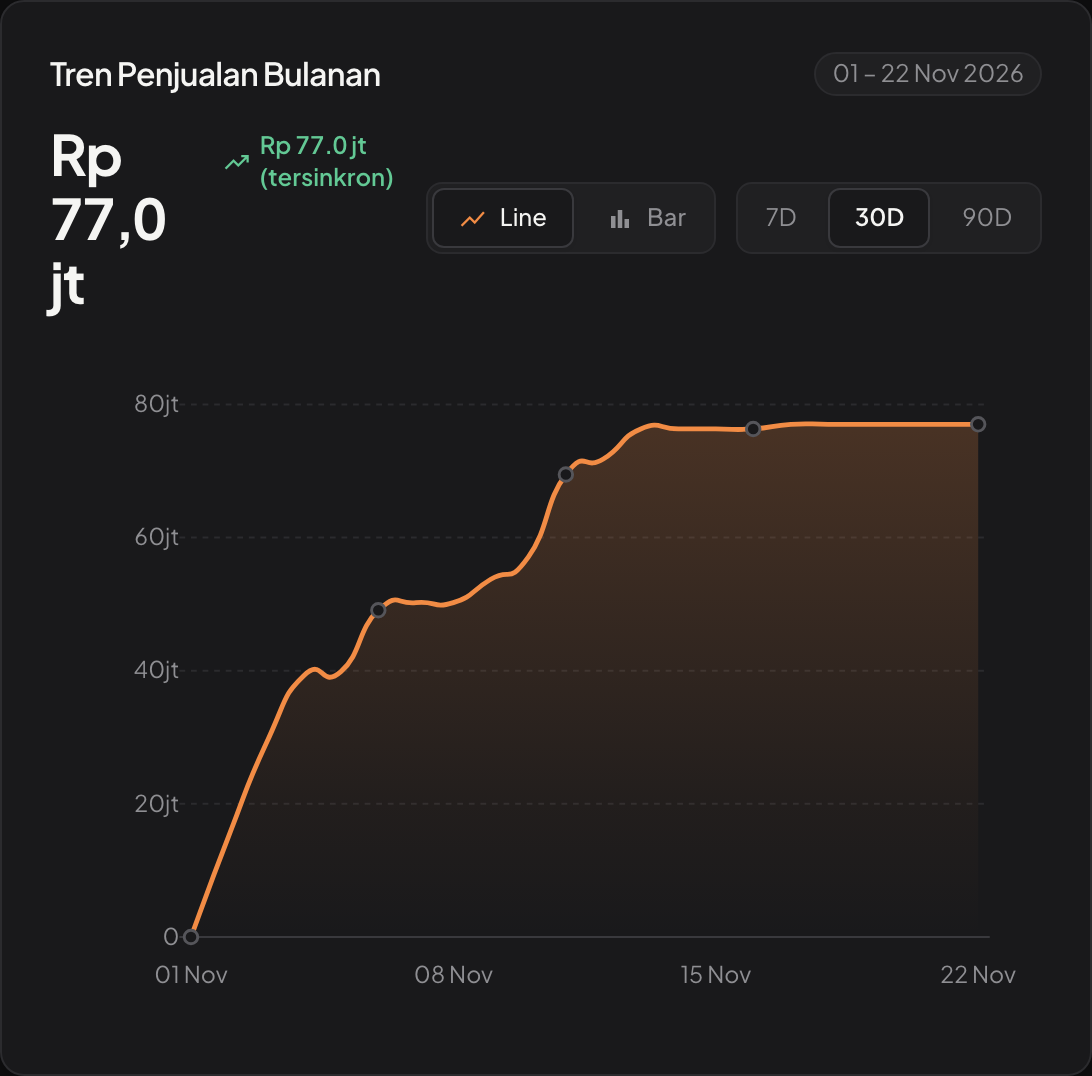 Tren Penjualan Bulanan
01 – 22 Nov 2026
Rp
77,0
jt
Rp 77.0 jt
(tersinkron)
Line
Bar
7D
30D
90D
80jt
60jt
40jt
20jt
0
01 Nov
08 Nov
15 Nov
22 Nov